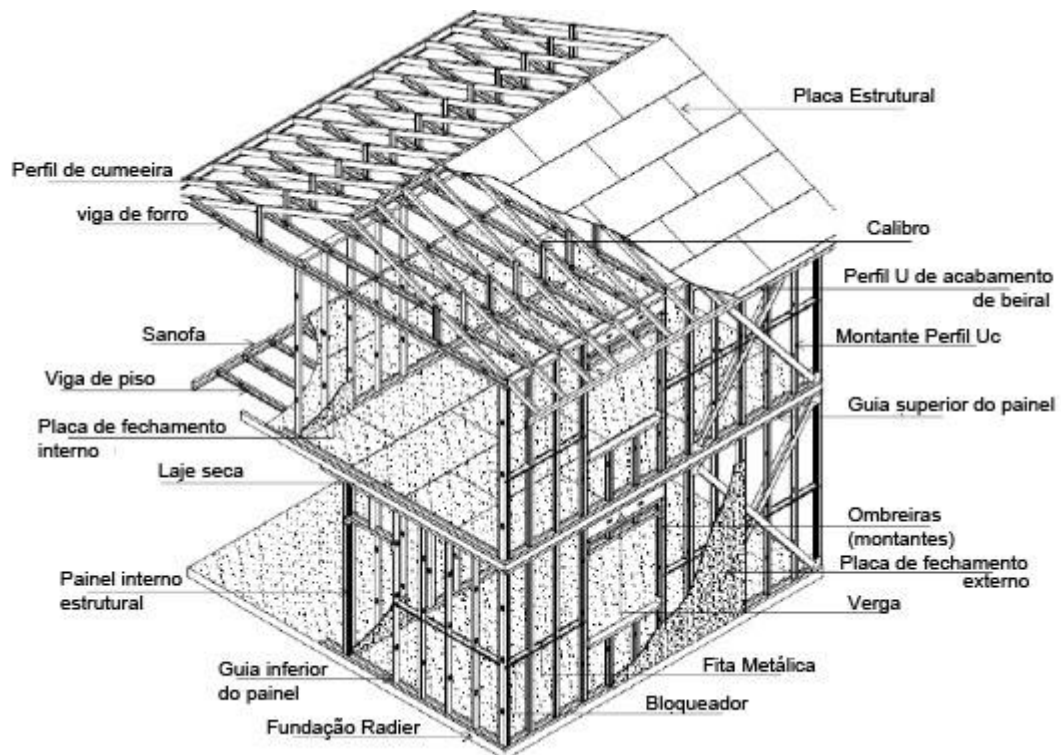 Placa Estrutural
Perfil de cumeeira
viga de forro
Calibro
Perfil U de acabamento
de beiral
Sanofa
Montante Perfil Uc
Viga de piso
Guia superior do painel
Placa de fechamento
interno
Laje seca
Ombreiras
(montantes)
Placa de fechamento
externo
Painel interno
estrutural
Verga
Guia inferior
do painel
Fita Metálica
Bloqueador
Fundação Radier